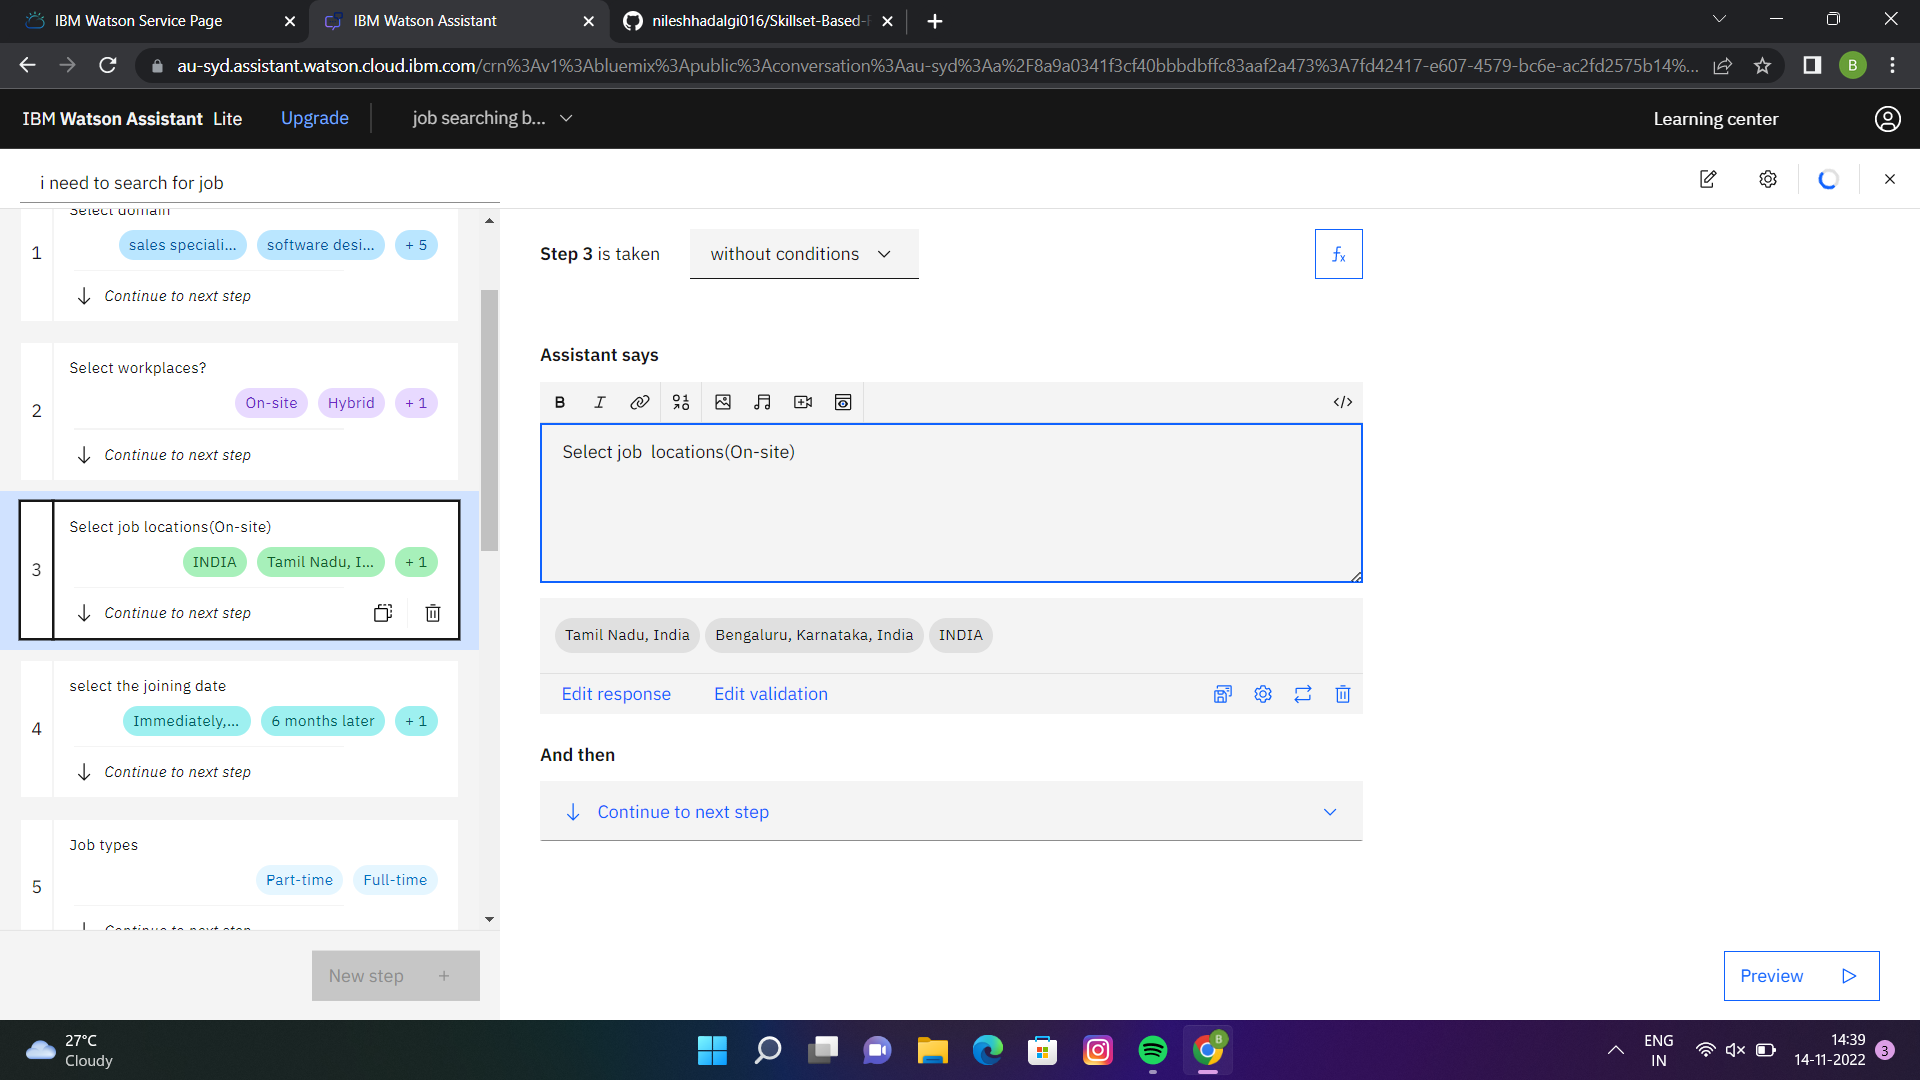 IBM Watson Service Page
IBM Watson Assistant
nileshhadalgi016/Skillset-Based-
au-syd.assistant.watson.cloud.ibm.com/crn%3Av1%3Abluemix%3Apublic%3Aconversation%3Aau-syd%3Aa%2F8a9a0341f3cf40bbbdbffc83aaf2a473%3A7fd42417-e607-4579-bc6e-ac2fd2575b14%...
B
IBM Watson Assistant Lite
Upgrade
job searching b...
Learning center
i need to search for job
Select domain
1
sales speciali...
software desi...
+ 5
Continue to next step
Select workplaces?
2
On-site
Hybrid
+ 1
Continue to next step
Select job locations(On-site)
3
INDIA
Tamil Nadu, I...
+ 1
Continue to next step
select the joining date
4
Immediately,...
6 months later
+ 1
Continue to next step
Job types
5
Part-time
Full-time
Continue to next step
New step +
Step 3 is taken
without conditions
fx
Assistant says
B I
</>
Select job  locations(On-site)
Tamil Nadu, India
Bengaluru, Karnataka, India
INDIA
Edit response
Edit validation
And then
Continue to next step
Preview
27°C
Cloudy
B
ENG
IN
14:39
14-11-2022
3